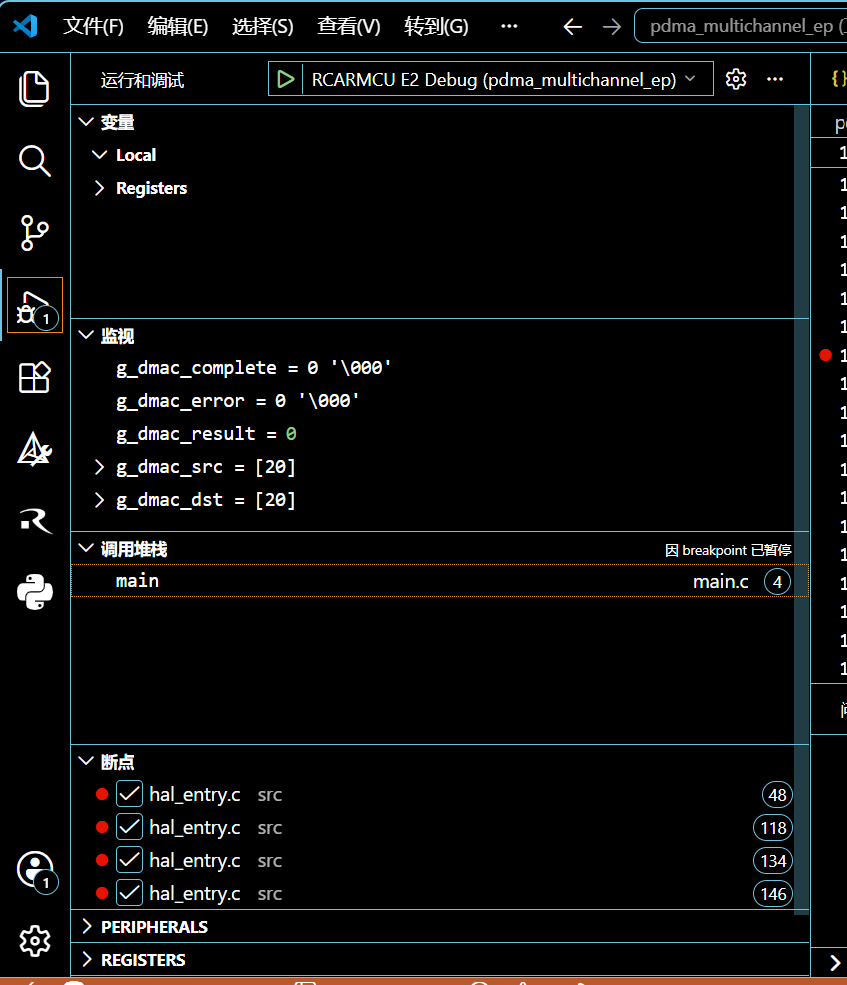 文件(F) 编辑(E) 选择(S) 查看(V) 转到(G) ··· pdma_multichannel_ep
运行和调试 RCARMCU E2 Debug (pdma_multichannel_ep) ···
变量
Local
Registers
1
监视
g_dmac_complete = 0 '\000'
g_dmac_error = 0 '\000'
g_dmac_result = 0
g_dmac_src = [20]
g_dmac_dst = [20]
调用堆栈 因 breakpoint 已暂停
main main.c 4
断点
hal_entry.c src 48
hal_entry.c src 118
hal_entry.c src 134
1
hal_entry.c src 146
PERIPHERALS
REGISTERS